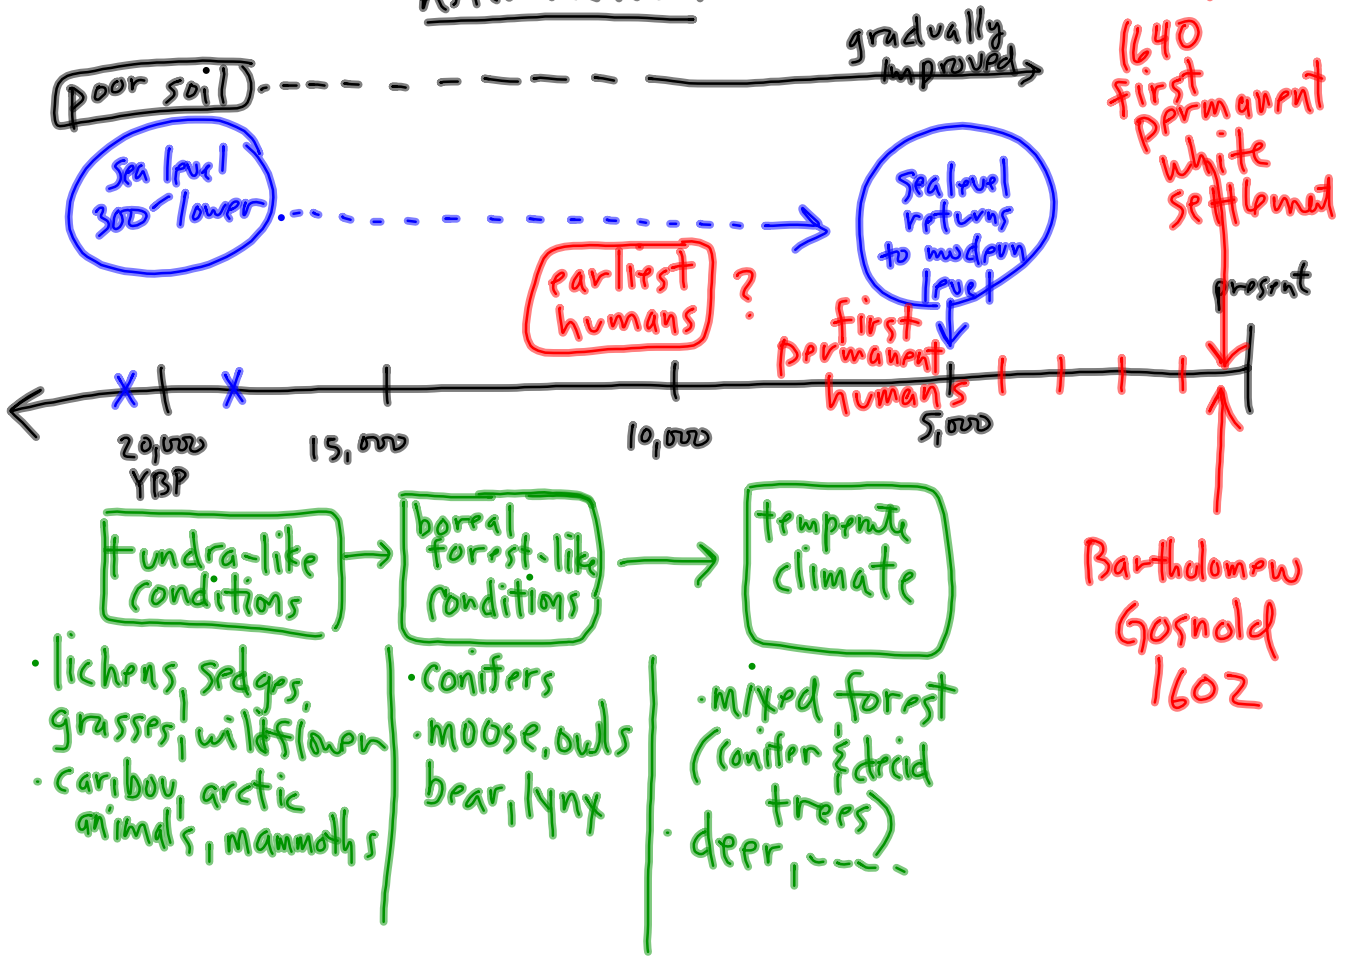 poor soil
gradually
improved
1640
first
permanent
white
settlement
sea level
300' lower
sea level
returns
to modern
level
earliest
humans
?
first
permanent
humans
present
20,000
YBP
15,000
10,000
5,000
tundra-like
conditions
boreal
forest-like
conditions
temperate
climate
Bartholomew
Gosnold
1602
• lichens, sedges,
grasses, wildflower
• caribou, arctic
animals, mammoths
• conifers
• moose, owls
bear, lynx
• mixed forest
(conifer & decid
trees)
• deer, -----